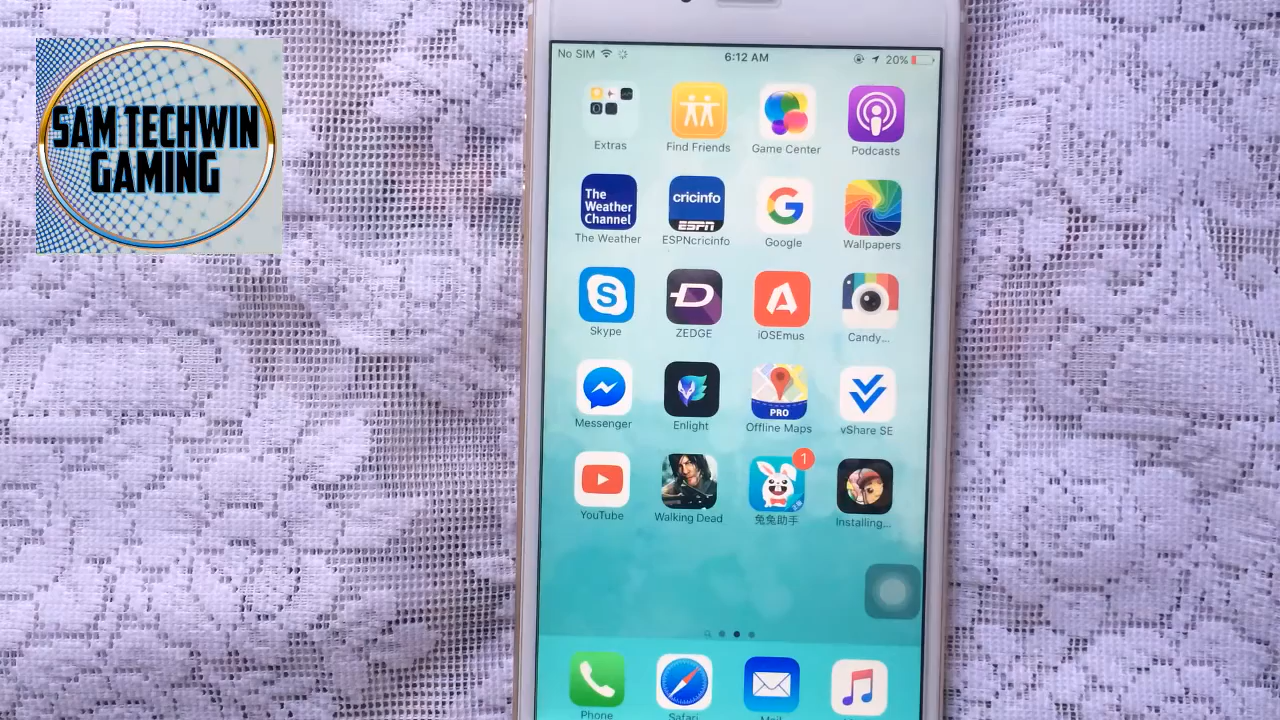 SAM TECHWIN
GAMING
No SIM
6:12 AM
20%
Extras
Find Friends
Game Center
Podcasts
The
Weather
Channel
cricinfo
ESPN
G
The Weather
ESPNcricinfo
Google
Wallpapers
S
D
Skype
ZEDGE
iOSEmus
Candy...
PRO
Messenger
Enlight
Offline Maps
vShare SE
1
YouTube
Walking Dead
兔兔助手
Installing...
Phone
Safari
Mail